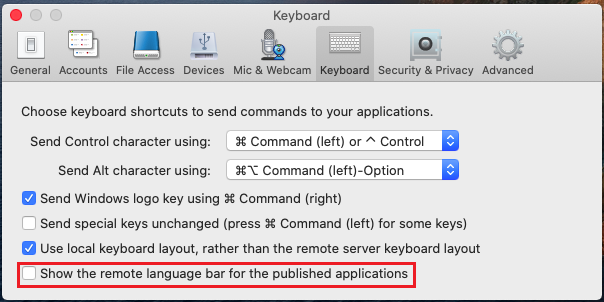 Keyboard
General Accounts File Access Devices Mic & Webcam Keyboard Security & Privacy Advanced
Choose keyboard shortcuts to send commands to your applications.
Send Control character using: ⌘ Command (left) or ^ Control
Send Alt character using: ⌘⌥ Command (left)-Option
Send Windows logo key using ⌘ Command (right)
Send special keys unchanged (press ⌘ Command (left) for some keys)
Use local keyboard layout, rather than the remote server keyboard layout
Show the remote language bar for the published applications